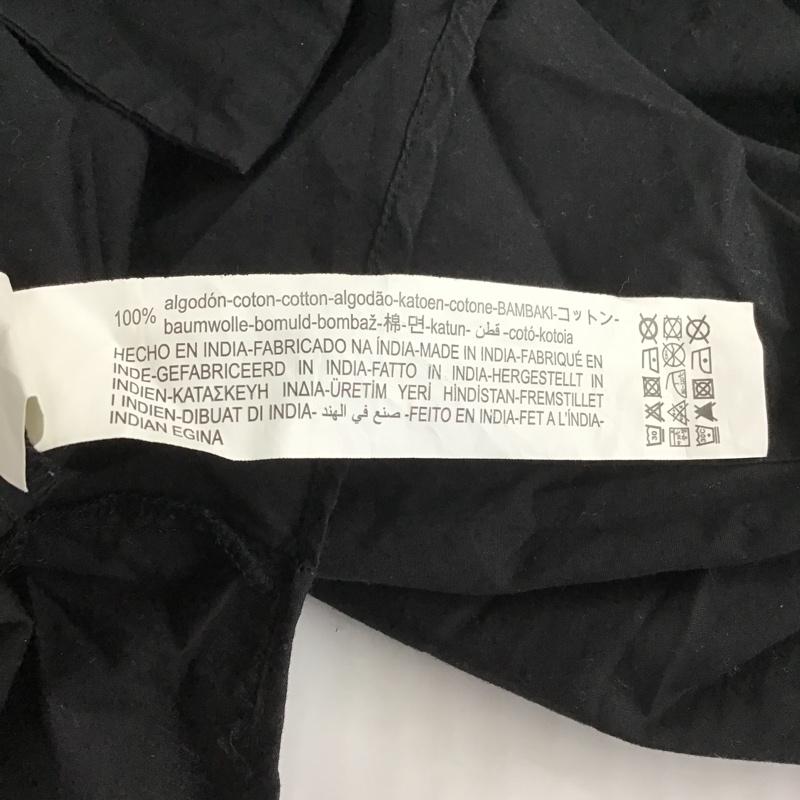 100% algodón-coton-cotton-algodão-katoen-cotone-BAMBAKI-コットン-
baumwolle-bomuld-bombaž-棉-면-katun- قطن -cotó-kotoia
HECHO EN INDIA-FABRICADO NA ÍNDIA-MADE IN INDIA-FABRIQUÉ EN
INDE-GEFABRICEERD IN INDIA-FATTO IN INDIA-HERGESTELLT IN
INDIEN-ΚΑΤΑΣΚΕΥΗ ΙΝΔΙΑ-ÜRETİM YERİ HİNDİSTAN-FREMSTILLET
I INDIEN-DIBUAT DI INDIA- صنع في الهند -FEITO EN INDIA-FET A L'ÍNDIA-
INDIAN EGINA
30